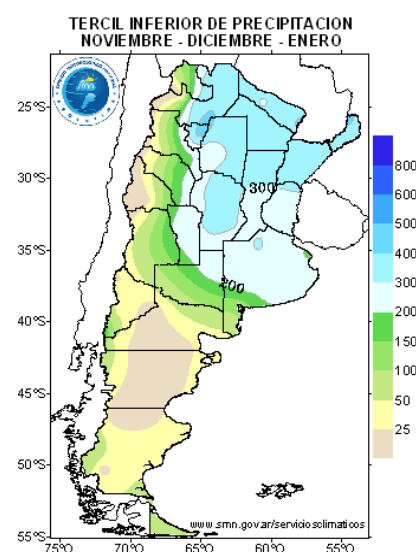 TERCIL INFERIOR DE PRECIPITACION
NOVIEMBRE - DICIEMBRE - ENERO
25°S
30°S
35°S
40°S
45°S
50°S
55°S
75°O
70°O
65°O
60°O
55°O
300
200
800
600
500
400
300
200
150
100
50
25
www.smn.gov.ar/serviciosclimaticos